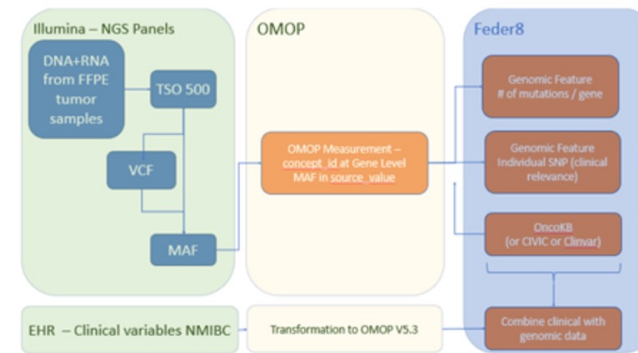 Illumina – NGS Panels
DNA+RNA
from FFPE
tumor
samples
TSO 500
VCF
MAF
OMOP
OMOP Measurement –
concept_id at Gene Level
MAF in source_value
Feder8
Genomic Feature
# of mutations / gene
Genomic Feature
Individual SNP (clinical
relevance)
OncoKB
(or CIVIC or Clinvar)
EHR – Clinical variables NMIBC
Transformation to OMOP V5.3
Combine clinical with
genomic data